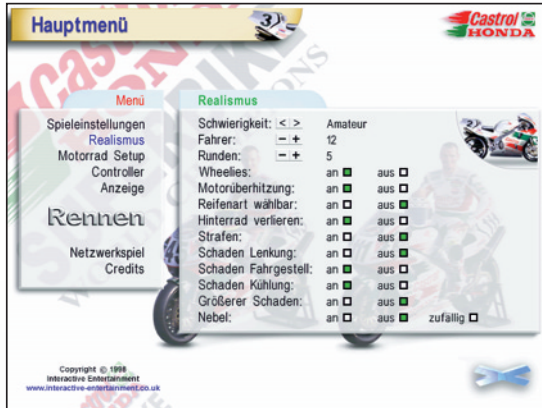 Hauptmenü
Castrol
HONDA
Menü
Spieleinstellungen
Realismus
Motorrad Setup
Controller
Anzeige
Rennen
Netzwerkspiel
Credits
Realismus
Schwierigkeit: < > Amateur
Fahrer: - + 12
Runden: - + 5
Wheelies: an aus
Motorüberhitzung: an aus
Reifenart wählbar: an aus
Hinterrad verlieren: an aus
Strafen: an aus
Schaden Lenkung: an aus
Schaden Fahrgestell: an aus
Schaden Kühlung: an aus
Größerer Schaden: an aus
Nebel: an aus zufällig
Copyright © 1998
Interactive Entertainment
www.interactive-entertainment.co.uk